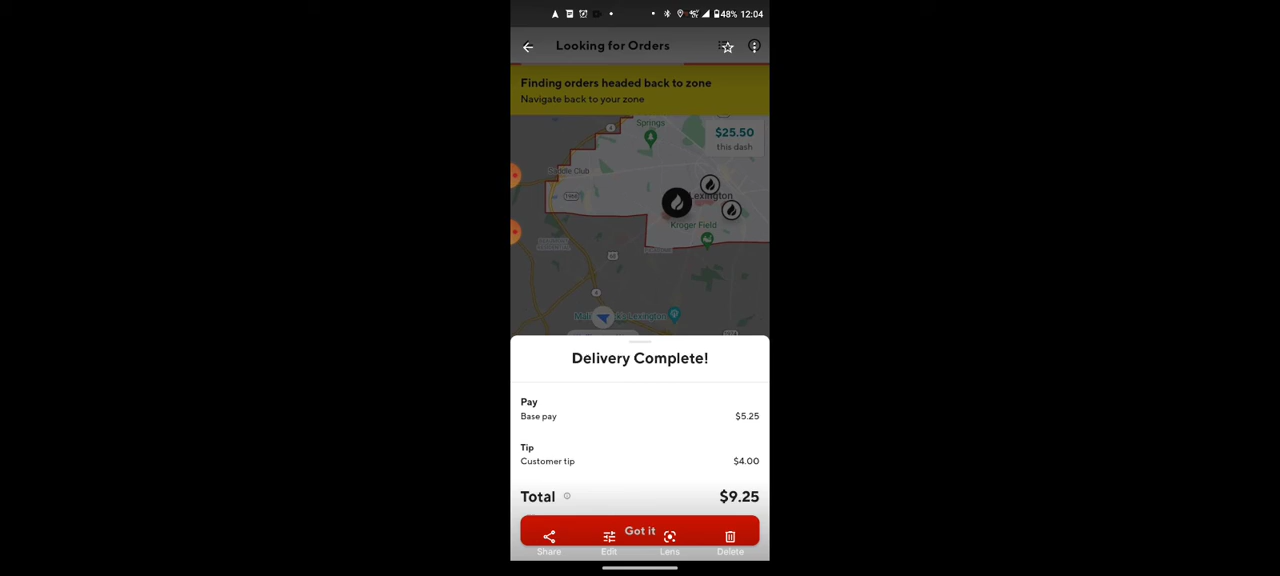 48% 12:04
Looking for Orders
Finding orders headed back to zone
Navigate back to your zone
$25.50
this dash
Springs
Saddle Club
Lexington
Kroger Field
Lexington
Delivery Complete!
Pay
Base pay $5.25
Tip
Customer tip $4.00
Total $9.25
Got it
Share Edit Lens Delete